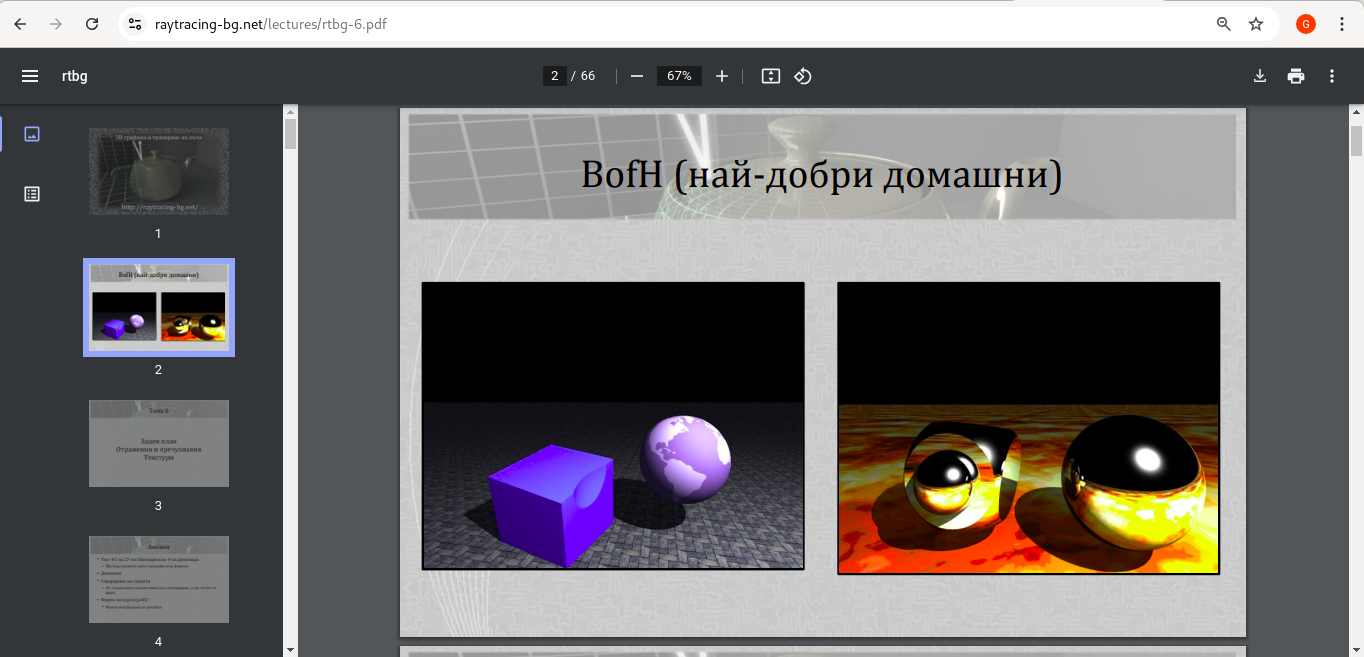 raytracing-bg.net/lectures/rtbg-6.pdf
G
rtbg
2 / 66
67%
3D графика и трасиране на лъчи
http://raytracing-bg.net/
1
BofH (най-добри домашни)
2
Тема 6
Заден план
Отражения и пречупвания
Текстури
3
Анонси
4
BofH (най-добри домашни)